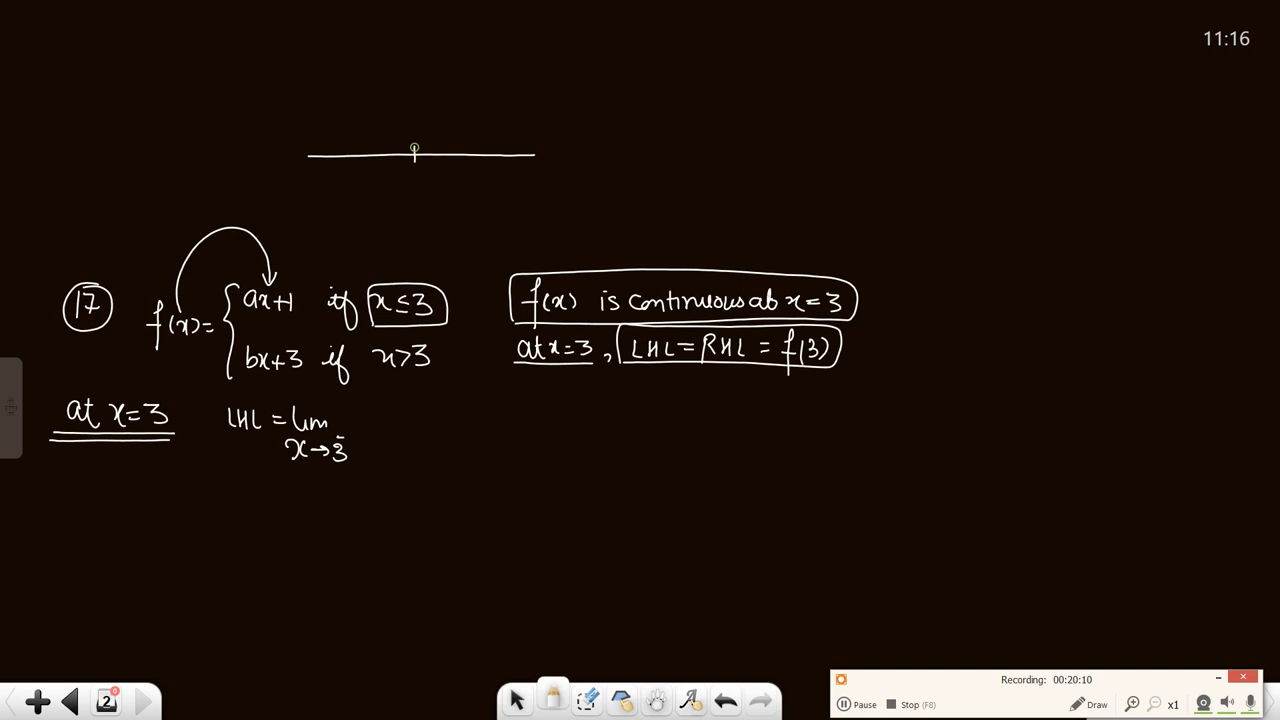 11:16
(17) f(x) = { ax+1 if x ≤ 3
bx+3 if x>3
f(x) is continuous at x = 3
at x=3, LHL = RHL = f(3)
at x=3
LHL = lim
x→3⁻
2
0
Recording: 00:20:10
Pause Stop (F8) Draw x1